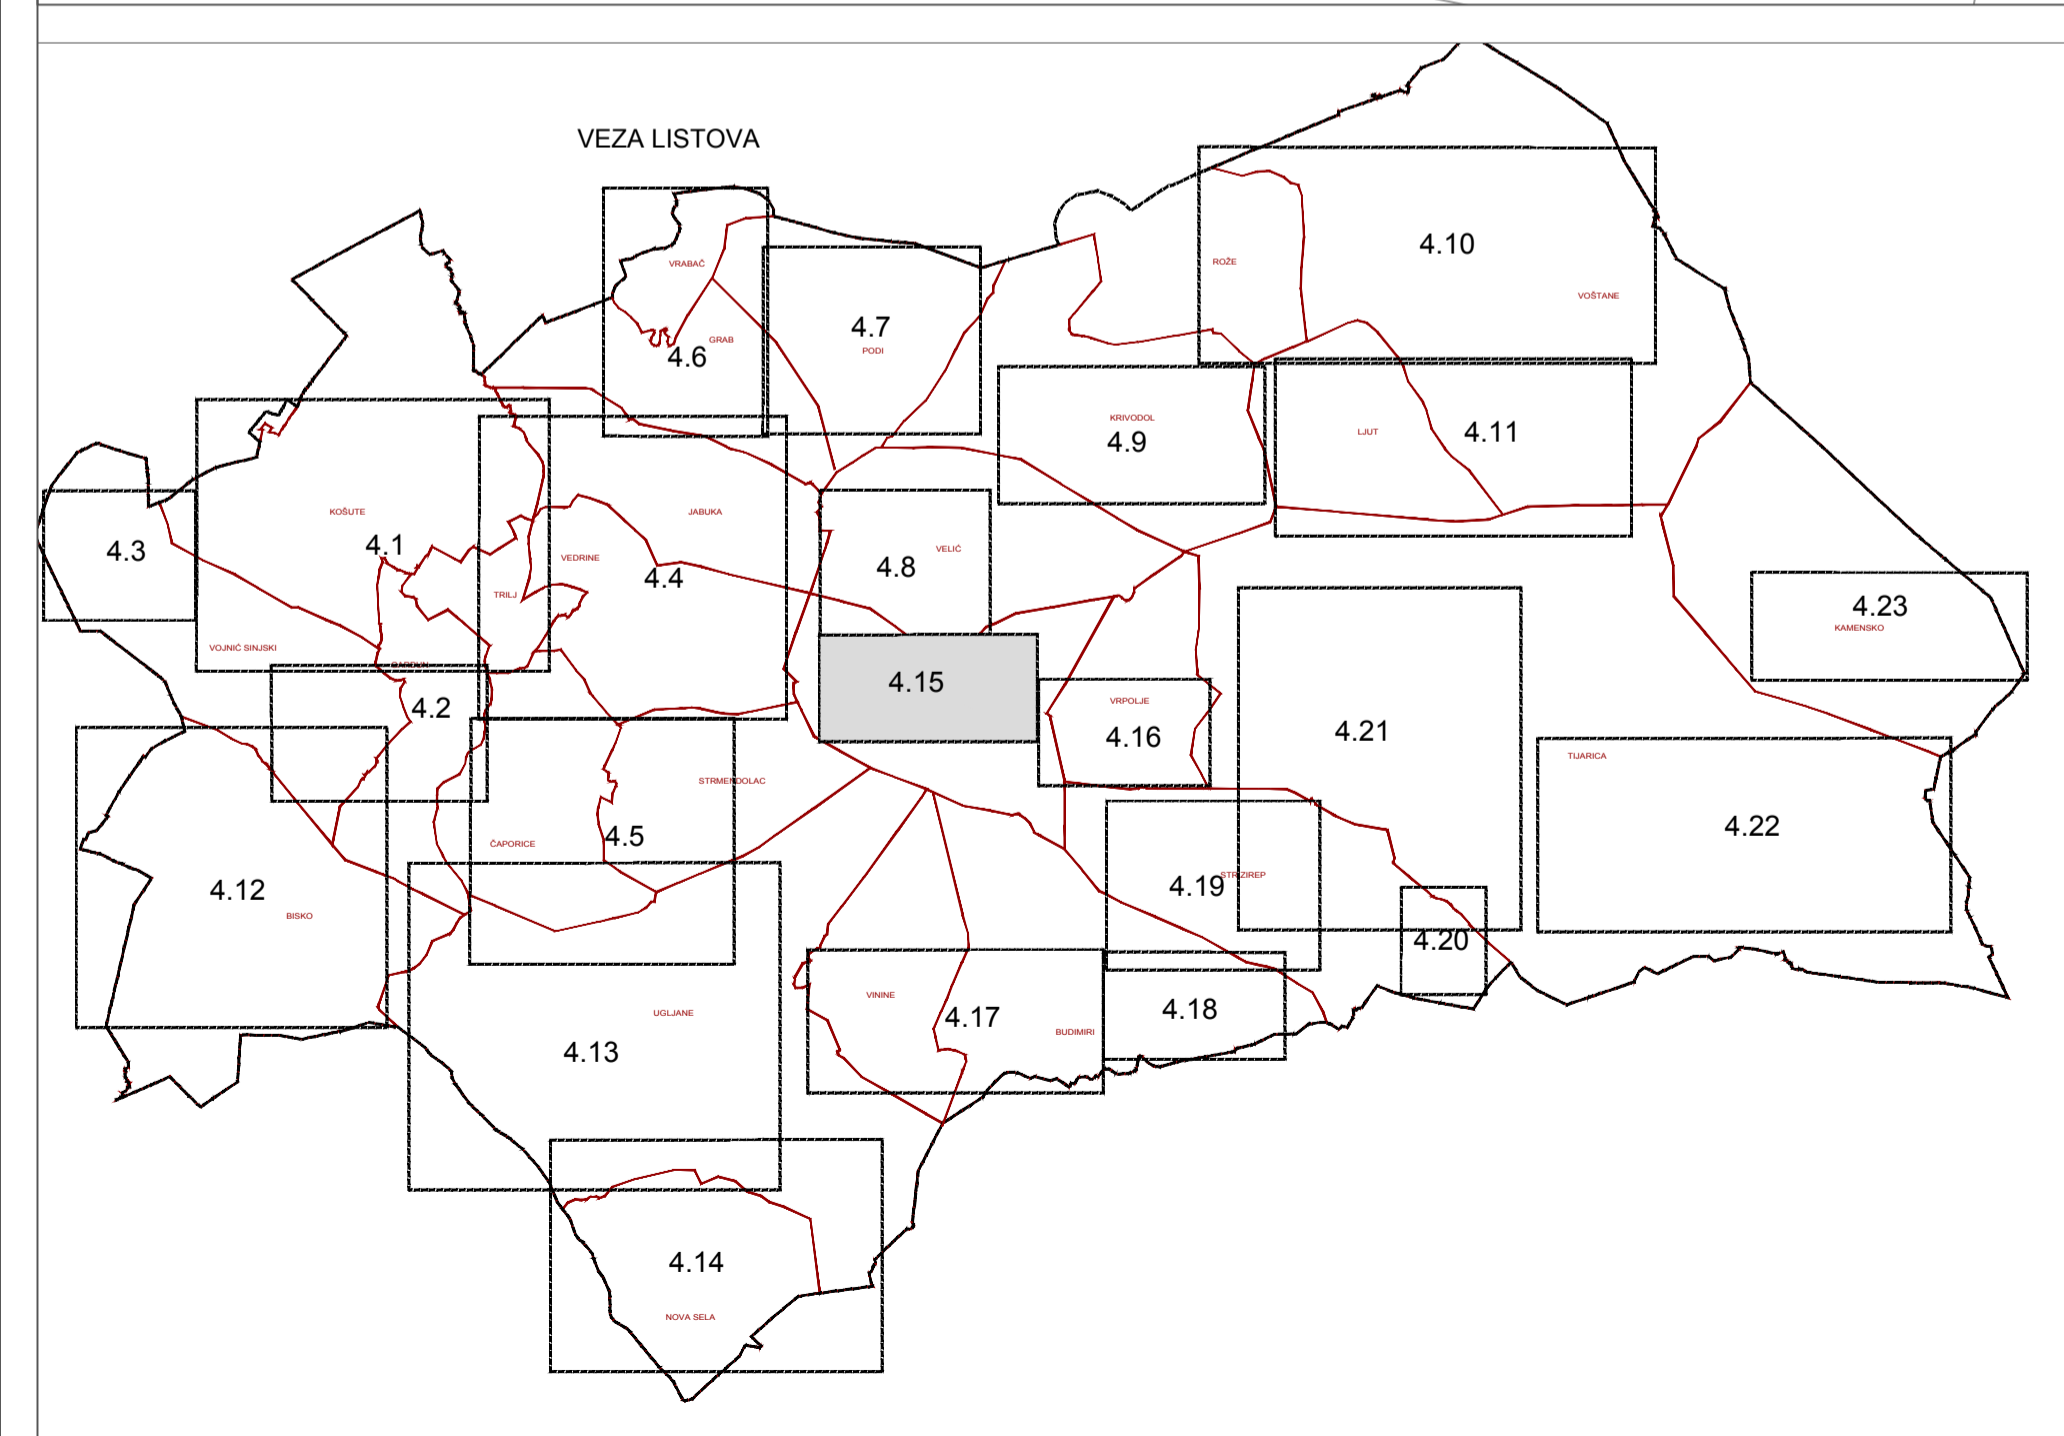 VEZA LISTOVA
4.10
ROŽE
VOŠTANE
VRABAČ
GRAB
4.6
4.7
PODI
KRIVODOL
4.9
LJUT
4.11
KOŠUTE
4.1
4.3
JABUKA
VEDRINE
4.4
TRILJ
VELIĆ
4.8
4.23
KAMENSKO
VOJNIĆ SINJSKI
GARDUN
4.2
4.15
VRPOLJE
4.16
4.21
TIJARICA
4.22
STRMENDOLAC
ČAPORICE
4.5
4.12
BISKO
4.19
STRIZIREP
4.20
VININE
4.17
BUDIMIRI
4.18
UGLJANE
4.13
4.14
NOVA SELA